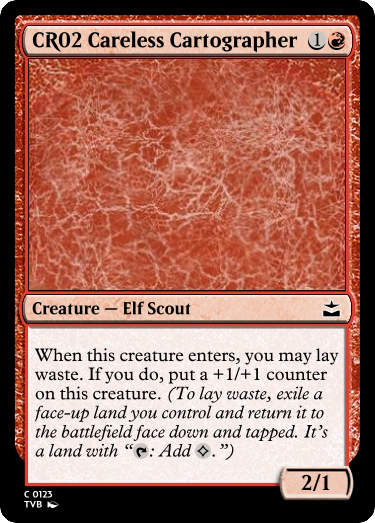 CR02 Careless Cartographer 1
Creature — Elf Scout
When this creature enters, you may lay
waste. If you do, put a +1/+1 counter
on this creature. (To lay waste, exile a
face-up land you control and return it to
the battlefield face down and tapped. It's
a land with “: Add .”)
2/1
C 0123
TVB